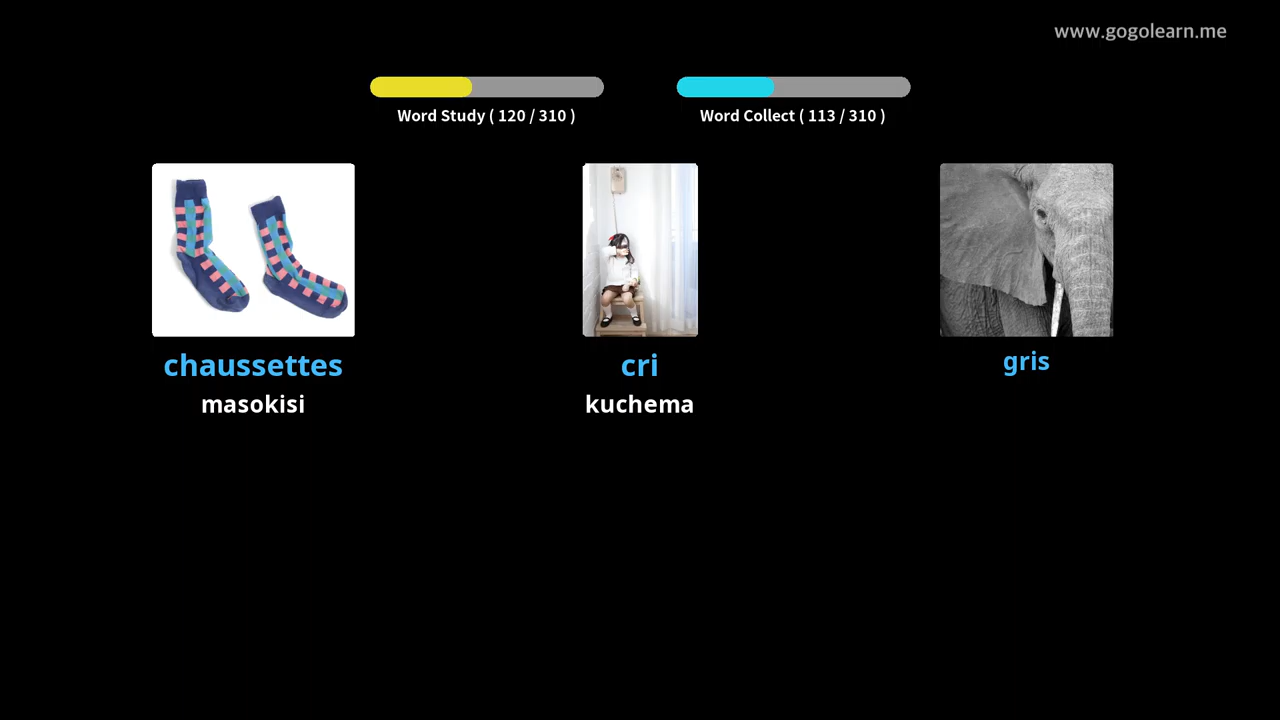 www.gogolearn.me
Word Study ( 120 / 310 )
Word Collect ( 113 / 310 )
chaussettes
masokisi
cri
kuchema
gris